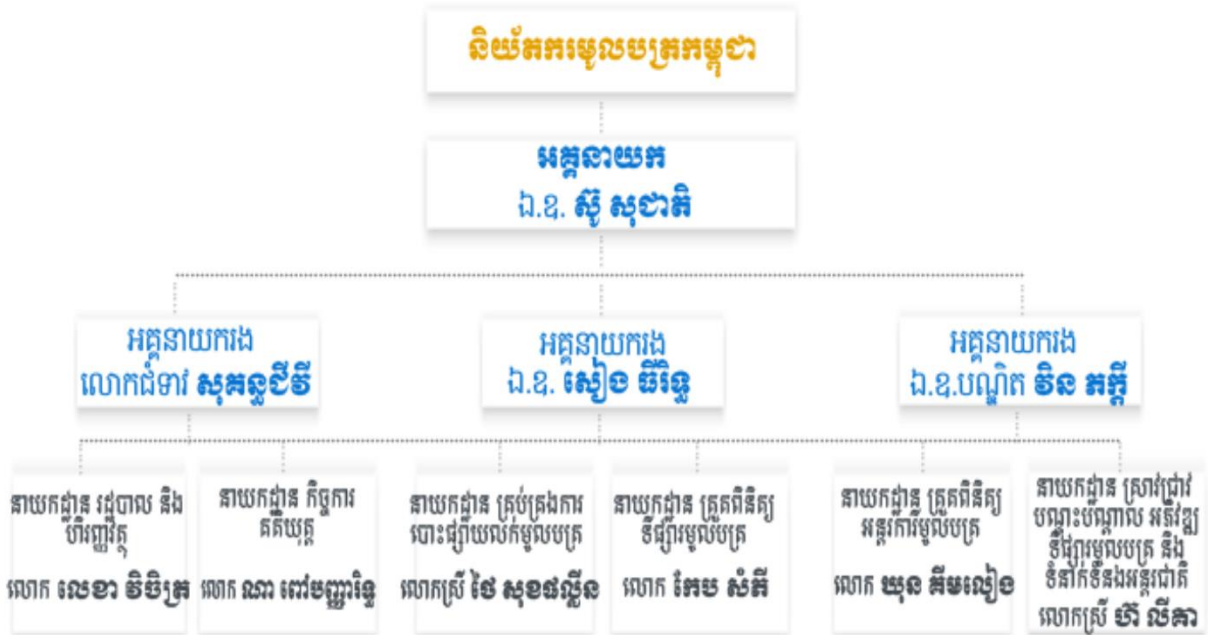 និយ័តករមូលបត្រកម្ពុជា
អគ្គនាយក
ឯ.ឧ. ស៊ូ សុជាតិ
អគ្គនាយករង
លោកជំទាវ សុគន្ធជីវី
អគ្គនាយករង
ឯ.ឧ. សៀង ធីរិទ្ធ
អគ្គនាយករង
ឯ.ឧ.បណ្ឌិត វិន ភក្តី
នាយកដ្ឋាន រដ្ឋបាល និង
ហិរញ្ញវត្ថុ
លោក លេខា វិចិត្រ
នាយកដ្ឋាន កិច្ចការ
គតិយុត្ត
លោក ណា ពៅបញ្ញារិទ្ធ
នាយកដ្ឋាន គ្រប់គ្រងការ
បោះផ្សាយលក់មូលបត្រ
លោកស្រី ថៃ សុខផល្លីន
នាយកដ្ឋាន ត្រួតពិនិត្យ
ទីផ្សារមូលបត្រ
លោក កែប សំភី
នាយកដ្ឋាន ត្រួតពិនិត្យ
អន្តរការីមូលបត្រ
លោក ឃុន គីមលៀង
នាយកដ្ឋាន ស្រាវជ្រាវ
បណ្តុះបណ្តាល អភិវឌ្ឍ
ទីផ្សារមូលបត្រ និង
ទំនាក់ទំនងអន្តរជាតិ
លោកស្រី ហ៊ី លីគា